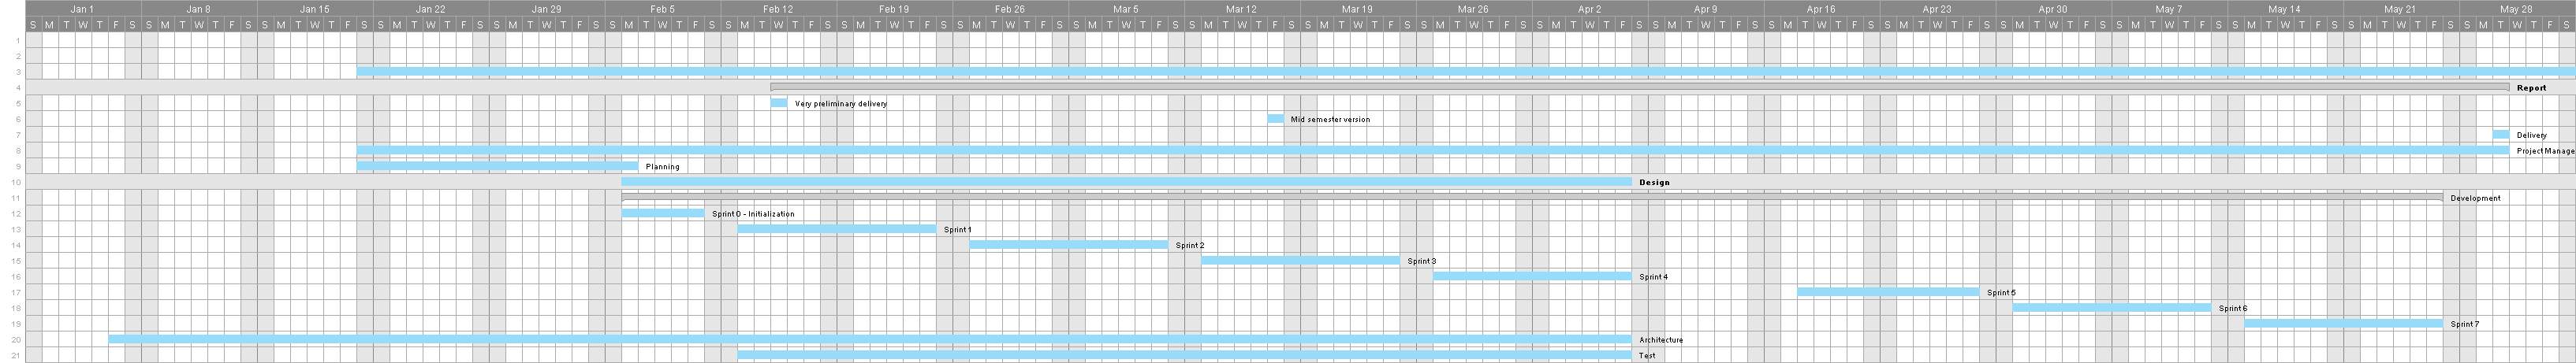 Jan 1 Jan 8 Jan 15 Jan 22 Jan 29 Feb 5 Feb 12 Feb 19 Feb 26 Mar 5 Mar 12 Mar 19 Mar 26 Apr 2 Apr 9 Apr 16 Apr 23 Apr 30 May 7 May 14 May 21 May 28
S M T W T F S S M T W T F S S M T W T F S S M T W T F S S M T W T F S S M T W T F S S M T W T F S S M T W T F S S M T W T F S S M T W T F S S M T W T F S S M T W T F S S M T W T F S S M T W T F S S M T W T F S S M T W T F S S M T W T F S S M T W T F S S M T W T F S S M T W T F S S M T W T F S S M T W T F S
1
2
3
4 Report
5 Very preliminary delivery
6 Mid semester version
7 Delivery
8 Project Manage
9 Planning
10 Design
11 Development
12 Sprint 0 - Initialization
13 Sprint 1
14 Sprint 2
15 Sprint 3
16 Sprint 4
17 Sprint 5
18 Sprint 6
19 Sprint 7
20 Architecture
21 Test